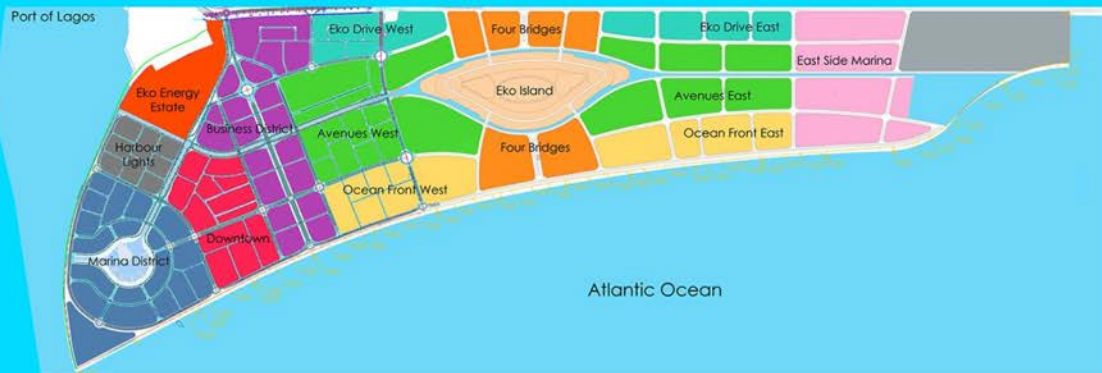 Port of Lagos
Eko Drive West
Four Bridges
Eko Drive East
East Side Marina
Eko Energy
Estate
Eko Island
Avenues East
Business District
Avenues West
Ocean Front East
Harbour
Lights
Four Bridges
Ocean Front West
Downtown
Marina District
Atlantic Ocean